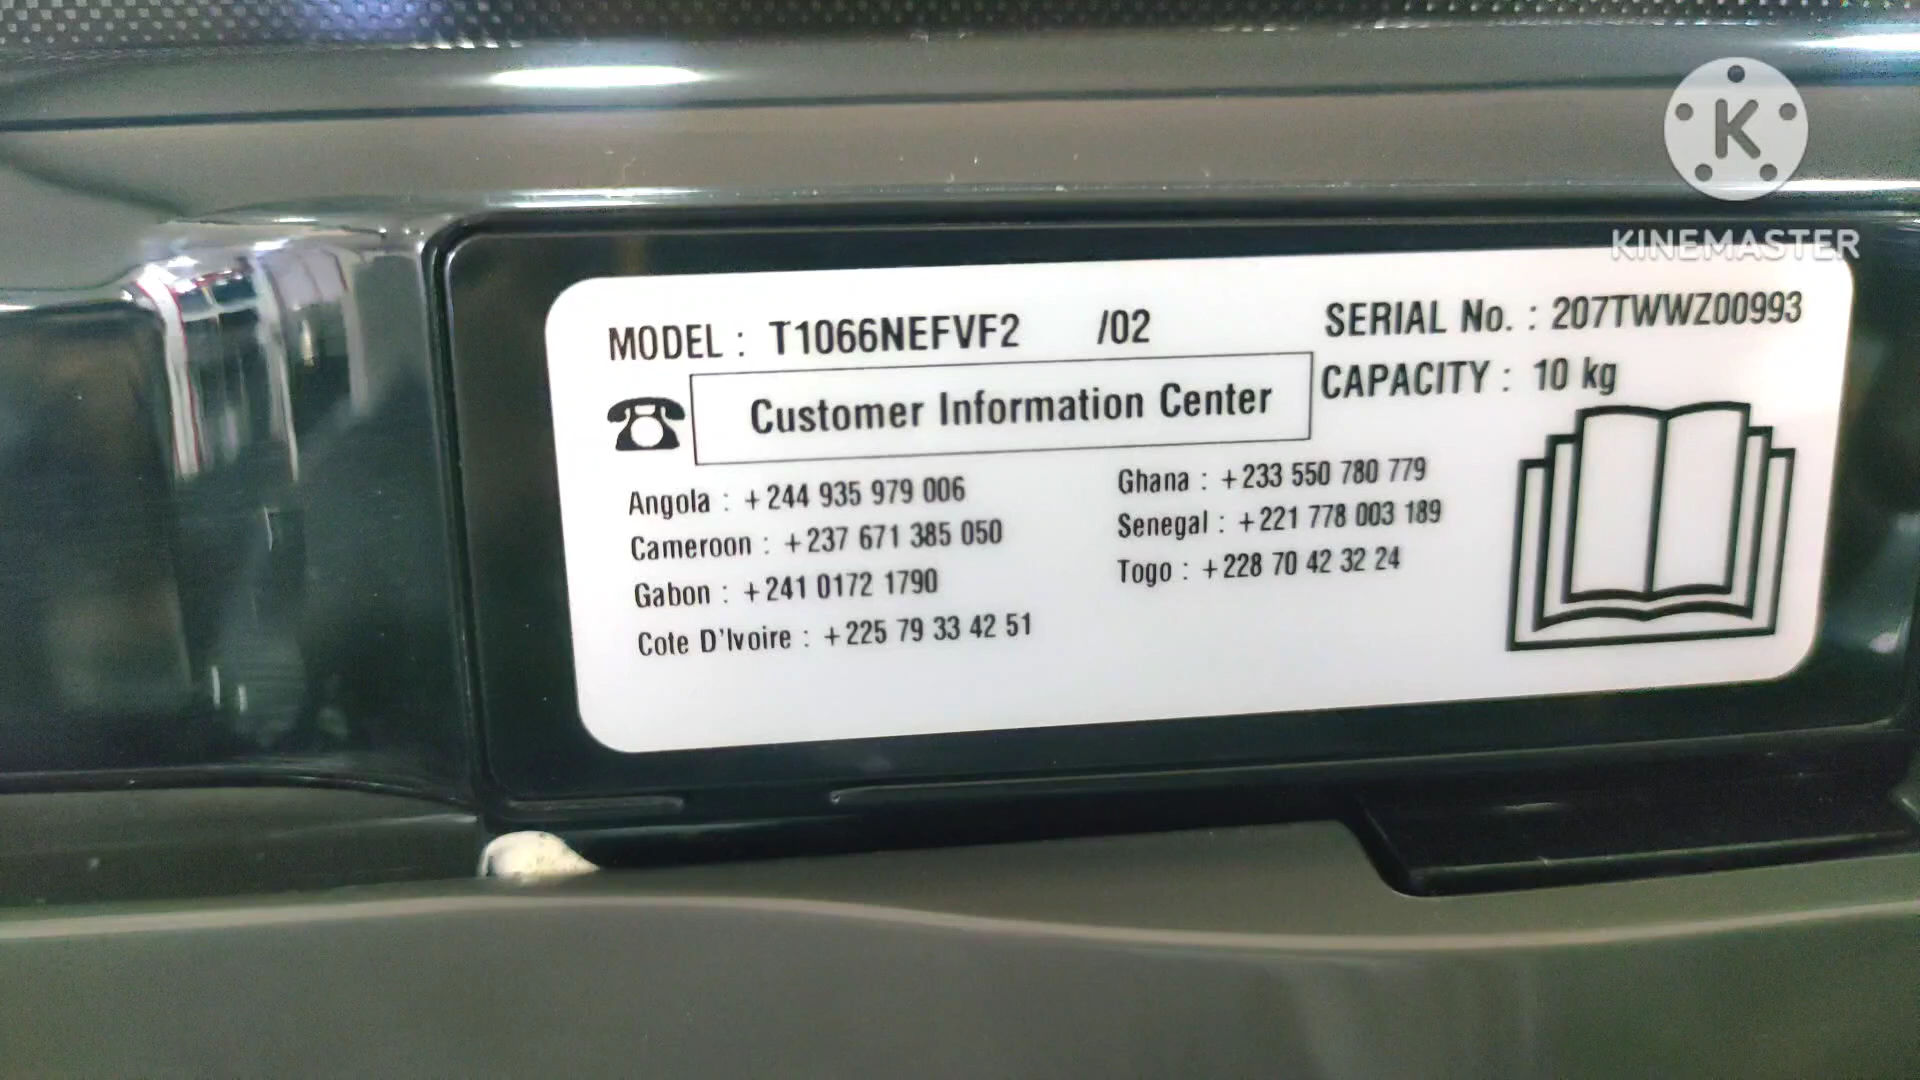 K
KINEMASTER
MODEL : T1066NEFVF2 /02
SERIAL No. : 207TWWZ00993
CAPACITY : 10 kg
Customer Information Center
Angola : +244 935 979 006
Cameroon : +237 671 385 050
Gabon : +241 0172 1790
Cote D'Ivoire : +225 79 33 42 51
Ghana : +233 550 780 779
Senegal : +221 778 003 189
Togo : +228 70 42 32 24